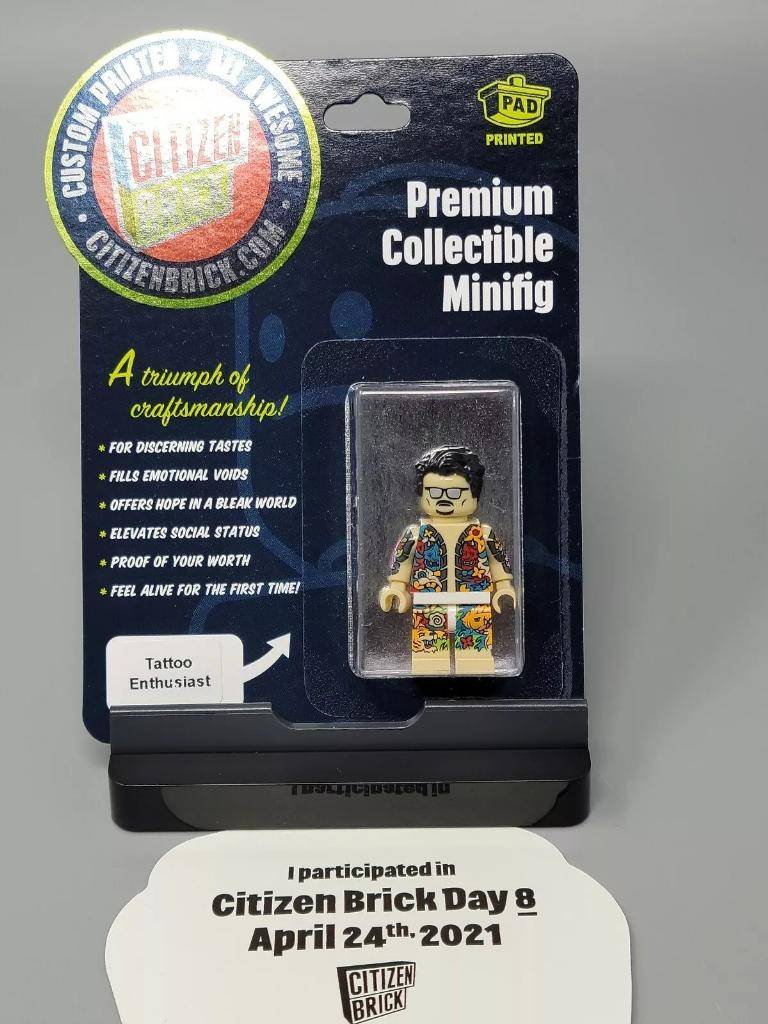 CUSTOM PRINTED • ALL AWESOME
CITIZEN
BRICK
• CITIZENBRICK.COM •
PAD
PRINTED
Premium
Collectible
Minifig
A triumph of
craftsmanship!
* FOR DISCERNING TASTES
* FILLS EMOTIONAL VOIDS
* OFFERS HOPE IN A BLEAK WORLD
* ELEVATES SOCIAL STATUS
* PROOF OF YOUR WORTH
* FEEL ALIVE FOR THE FIRST TIME!
Tattoo
Enthusiast
I participated in
I participated in
Citizen Brick Day 8
April 24th, 2021
CITIZEN
BRICK